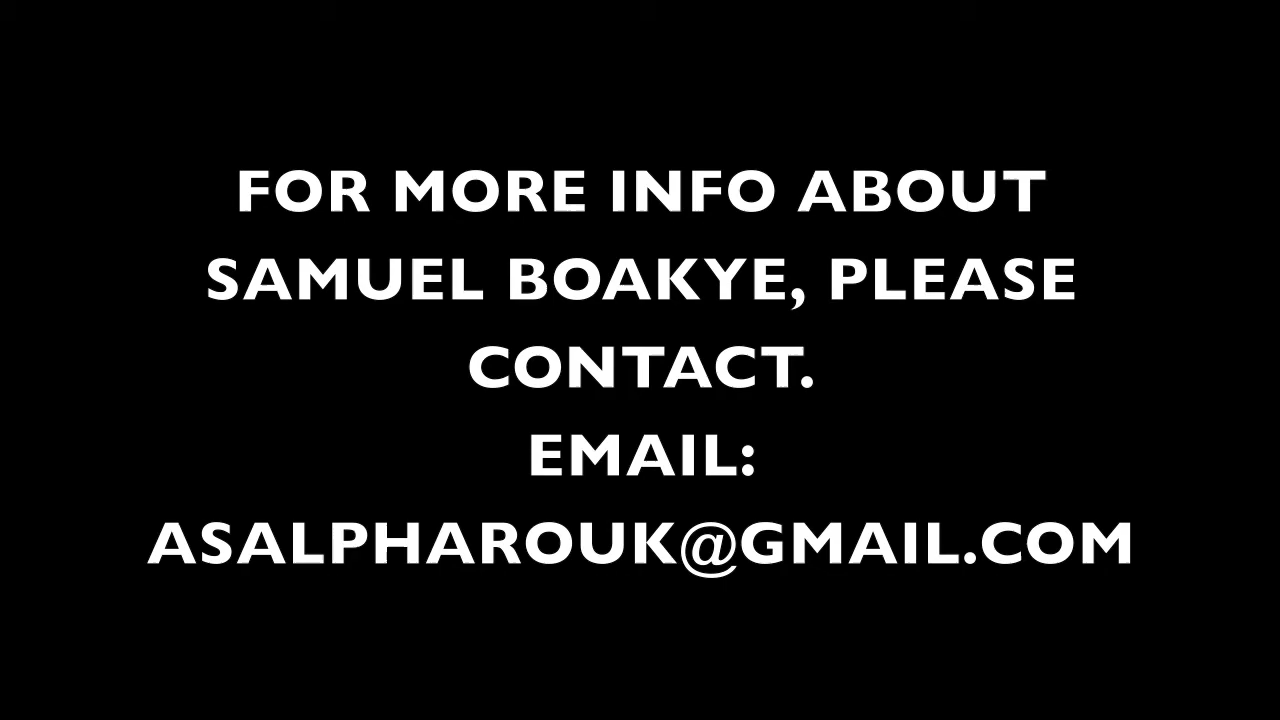 FOR MORE INFO ABOUT
SAMUEL BOAKYE, PLEASE
CONTACT.
EMAIL:
ASALPHAROUK@GMAIL.COM